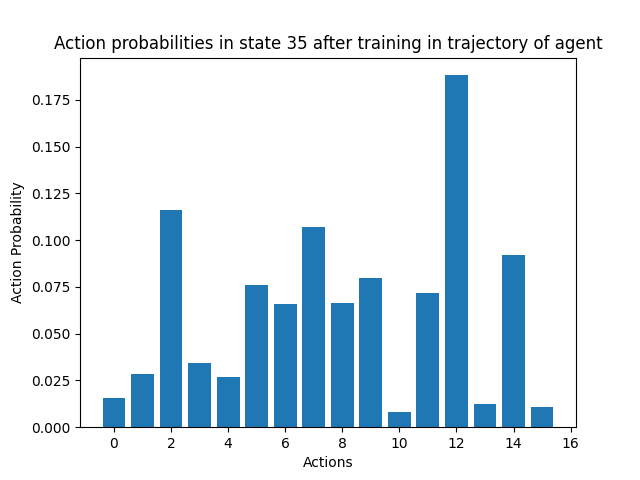 Action probabilities in state 35 after training in trajectory of agent
0.175
0.150
0.125
0.100
0.075
0.050
0.025
0.000
Action Probability
0 2 4 6 8 10 12 14 16
Actions